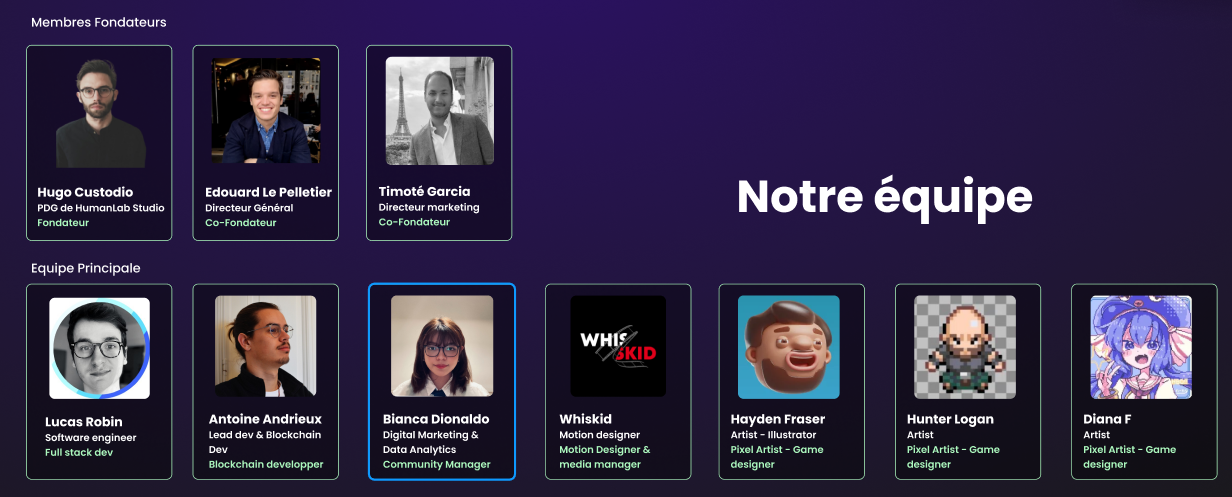 Membres Fondateurs
Hugo Custodio
PDG de HumanLab Studio
Fondateur
Edouard Le Pelletier
Directeur Général
Co-Fondateur
Timoté Garcia
Directeur marketing
Co-Fondateur
Notre équipe
Equipe Principale
Lucas Robin
Software engineer
Full stack dev
Antoine Andrieux
Lead dev & Blockchain
Dev
Blockchain developper
Bianca Dionaldo
Digital Marketing &
Data Analytics
Community Manager
WHIS
SKID
Whiskid
Motion designer
Motion Designer &
media manager
Hayden Fraser
Artist - Illustrator
Pixel Artist - Game
designer
Hunter Logan
Artist
Pixel Artist - Game
designer
Diana F
Artist
Pixel Artist - Game
designer